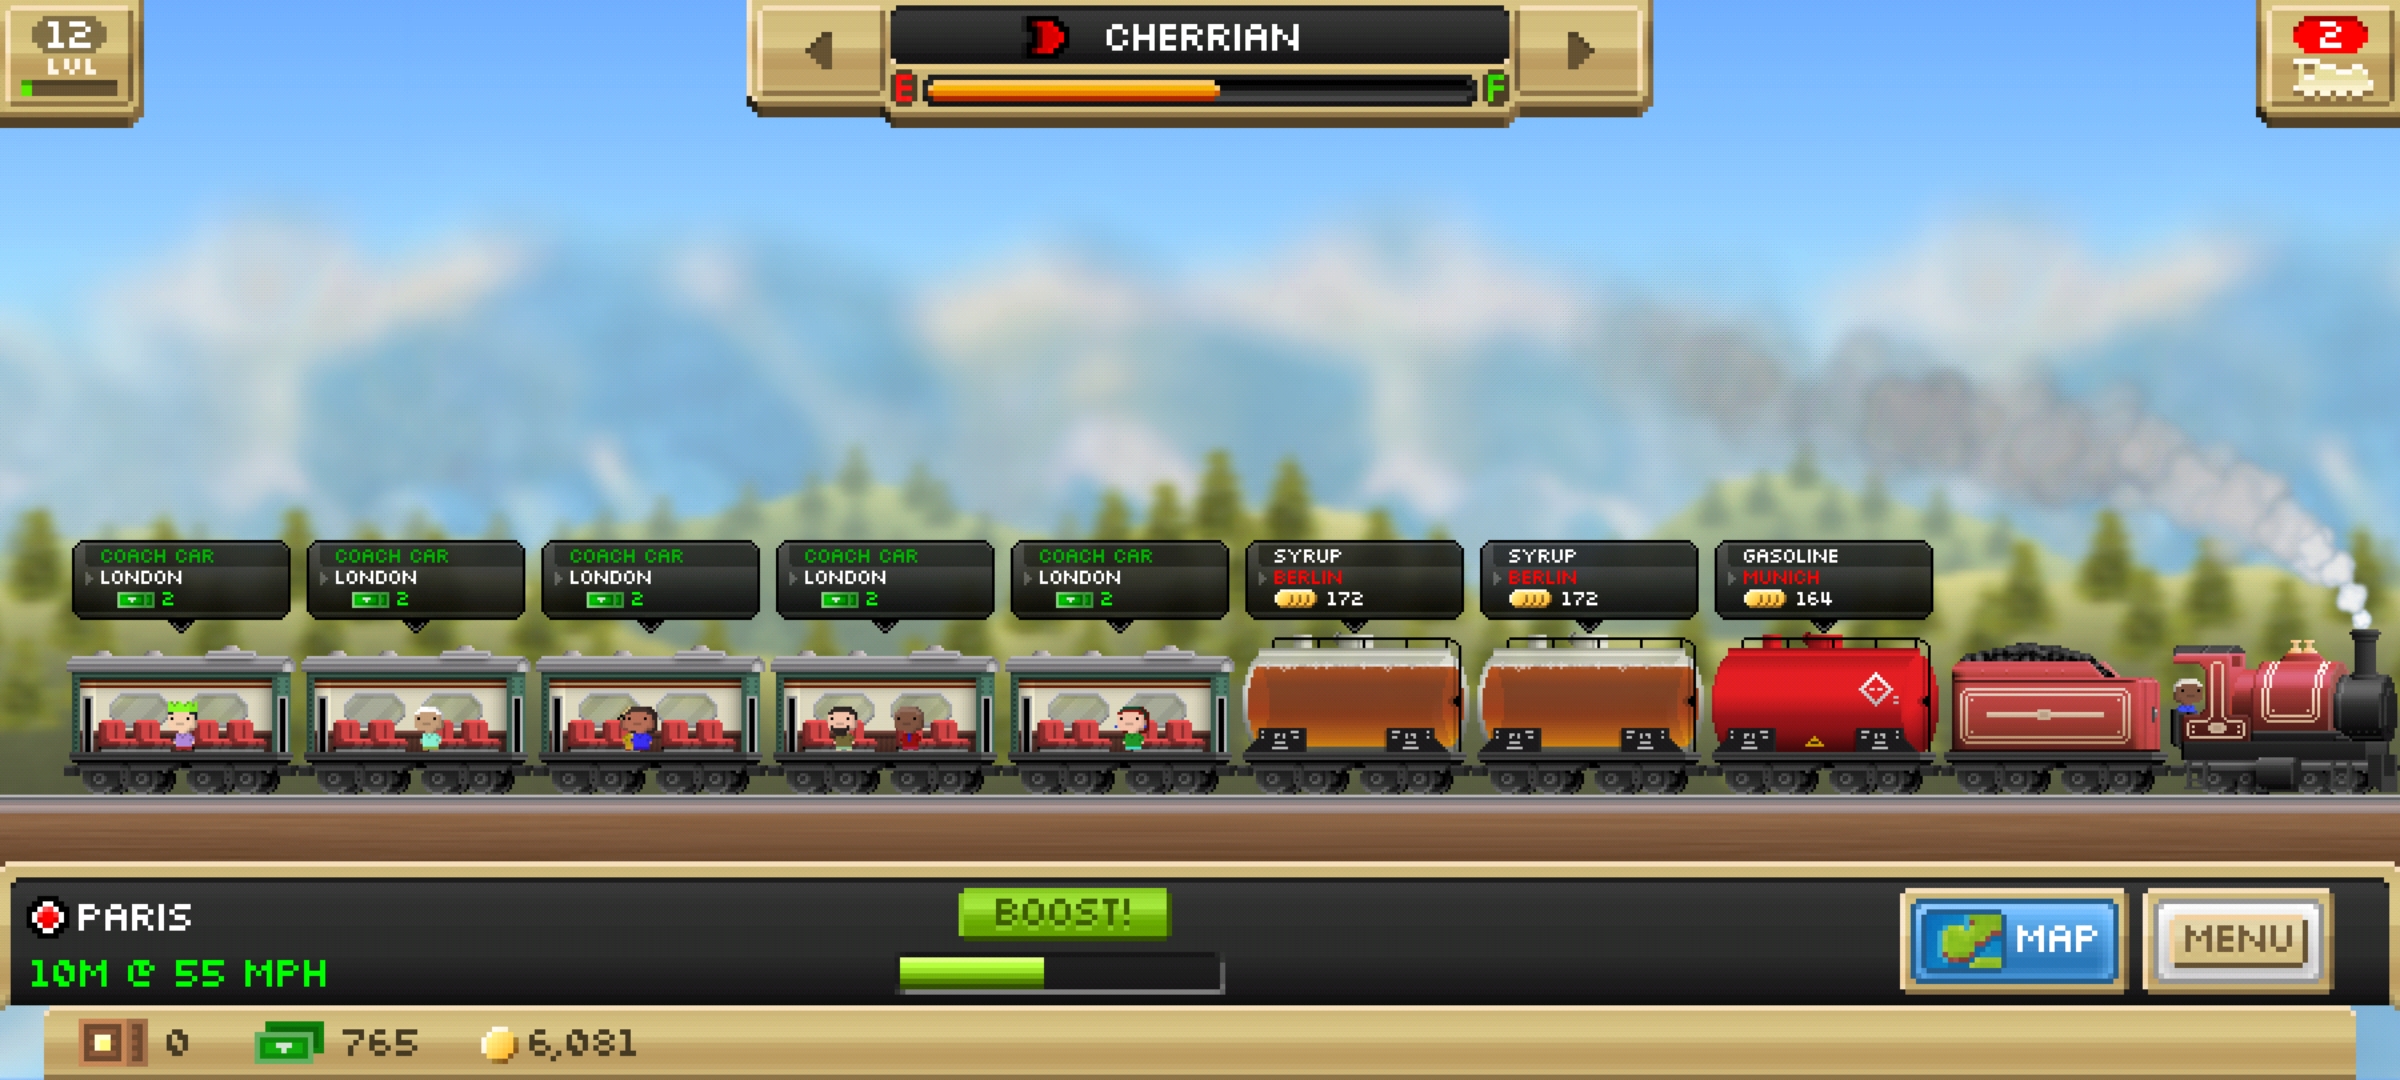 12
LVL
CHERRIAN
E F
2
COACH CAR
LONDON
2
COACH CAR
LONDON
2
COACH CAR
LONDON
2
COACH CAR
LONDON
2
COACH CAR
LONDON
2
SYRUP
BERLIN
172
SYRUP
BERLIN
172
GASOLINE
MUNICH
164
PARIS
10M @ 55 MPH
BOOST!
MAP
MENU
0
765
6,081